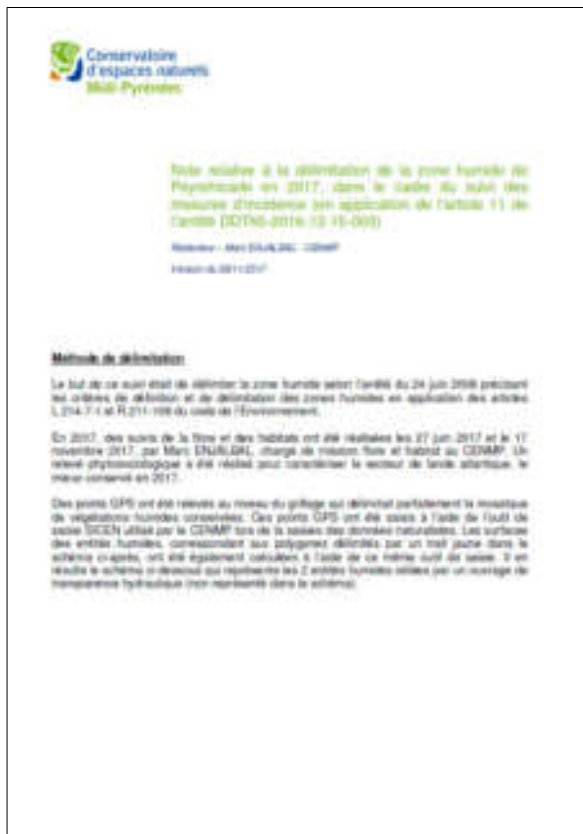 Conservatoire
d'espaces naturels
Midi-Pyrénées
Note relative à la délimitation de la zone humide de
Peyrehicade en 2017, dans le cadre du suivi des
mesures d'incidence (en application de l'article 11 de
l'arrêté
Rédacteur : Marc ENJALBAL - CENMP
Version du
Méthode de délimitation
Le but de ce suivi était de délimiter la zone humide selon l'arrêté du 24 juin 2008 précisant
les critères de définition et de délimitation des zones humides en application des articles
L.214-7-1 et R.211-108 du code de l'Environnement.
En 2017, des suivis de la flore et des habitats ont été réalisées les 27 juin 2017 et le 17
novembre 2017, par Marc ENJALBAL, chargé de mission flore et habitat au CENMP. Un
relevé phytosociologique a été réalisé pour caractériser le secteur de lande atlantique, le
mieux conservé en 2017.
Des points GPS ont été relevés au niveau du grillage qui délimitait parfaitement la mosaïque
de végétations humides conservées. Ces points GPS ont été saisis à l'aide de l'outil de
saisie SICEN utilisé par le CENMP lors de la saisies des données naturalistes. Les surfaces
des entités humides, correspondant aux polygones délimités par un trait jaune dans le
schéma ci-après, ont été également calculées à l'aide de ce même outil de saisie. Il en
résulte le schéma ci-dessous qui représente les 2 entités humides reliées par un ouvrage de
transparence hydraulique (non représenté dans le schéma).